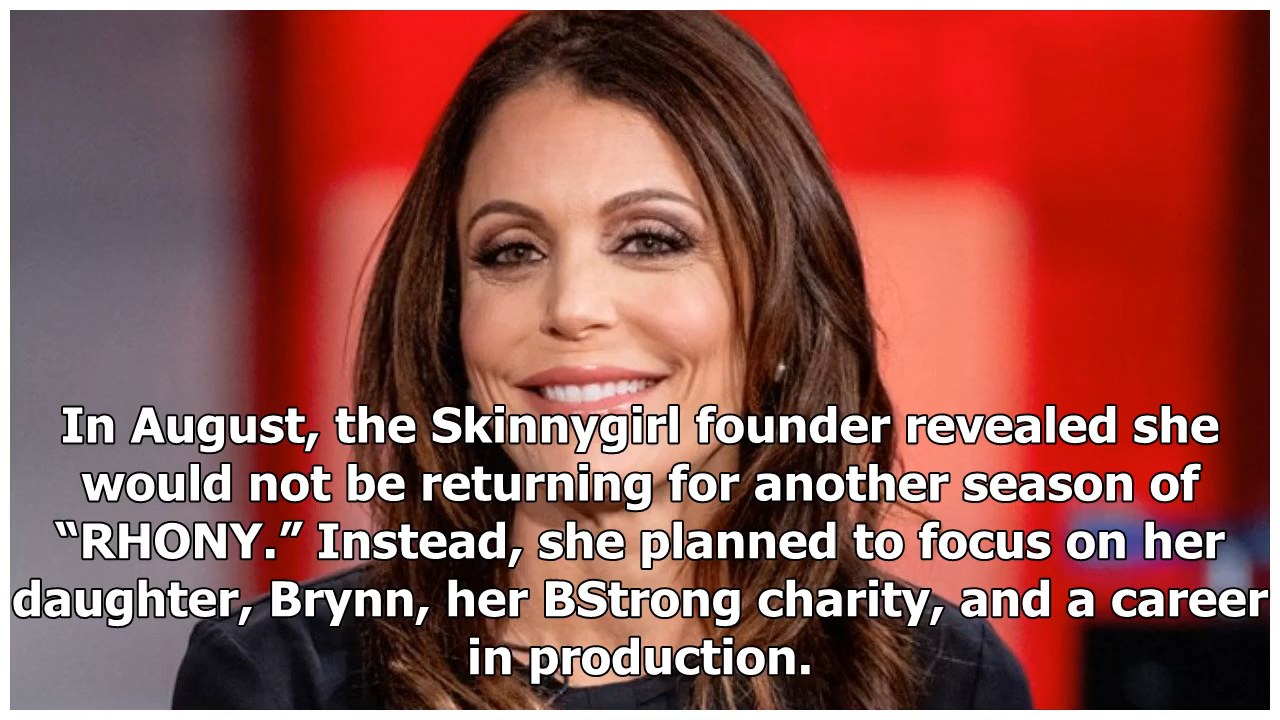 In August, the Skinnygirl founder revealed she
would not be returning for another season of
“RHONY.” Instead, she planned to focus on her
daughter, Brynn, her BStrong charity, and a career
in production.